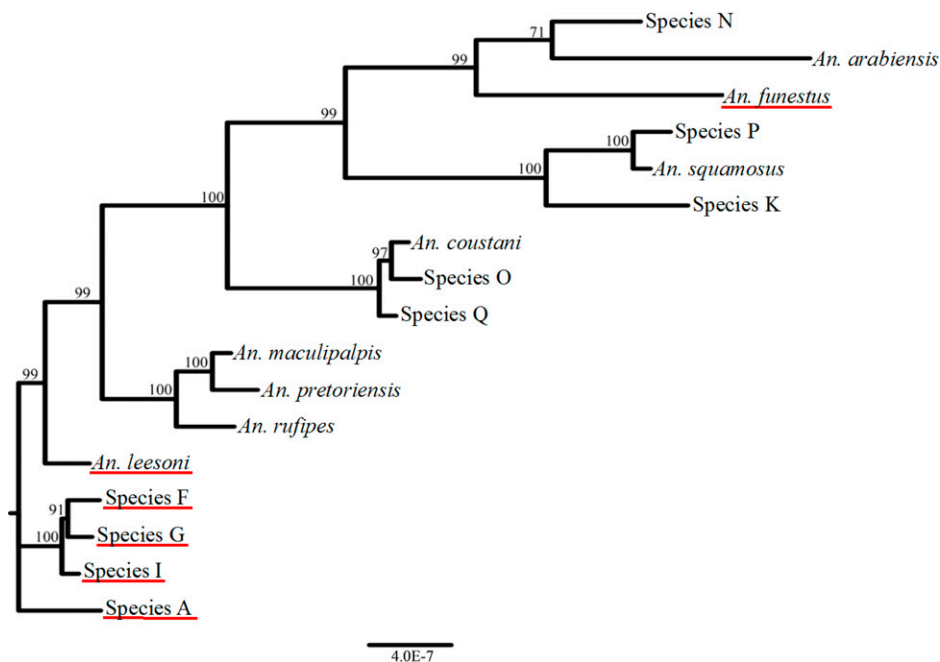 Species N
71
An. arabiensis
99
An. funestus
99
Species P
100
An. squamosus
100
Species K
100
An. coustani
97
Species O
100
Species Q
99
An. maculipalpis
100
An. pretoriensis
100
An. rufipes
99
An. leesoni
Species F
91
Species G
100
Species I
Species A
4.0E-7